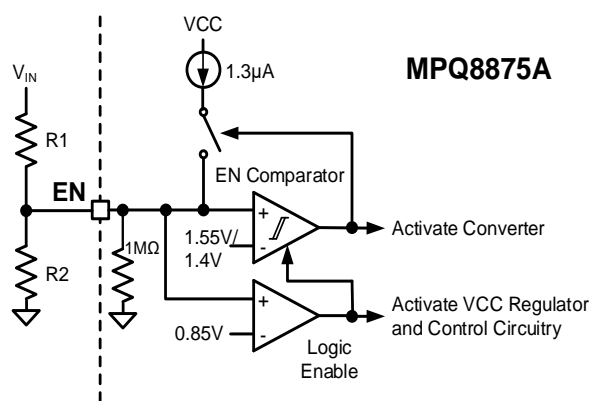 VCC
1.3µA
MPQ8875A
VIN
R1
EN Comparator
EN
+
-
1.55V/
1.4V
Activate Converter
1MΩ
R2
+
-
0.85V
Activate VCC Regulator
and Control Circuitry
Logic
Enable